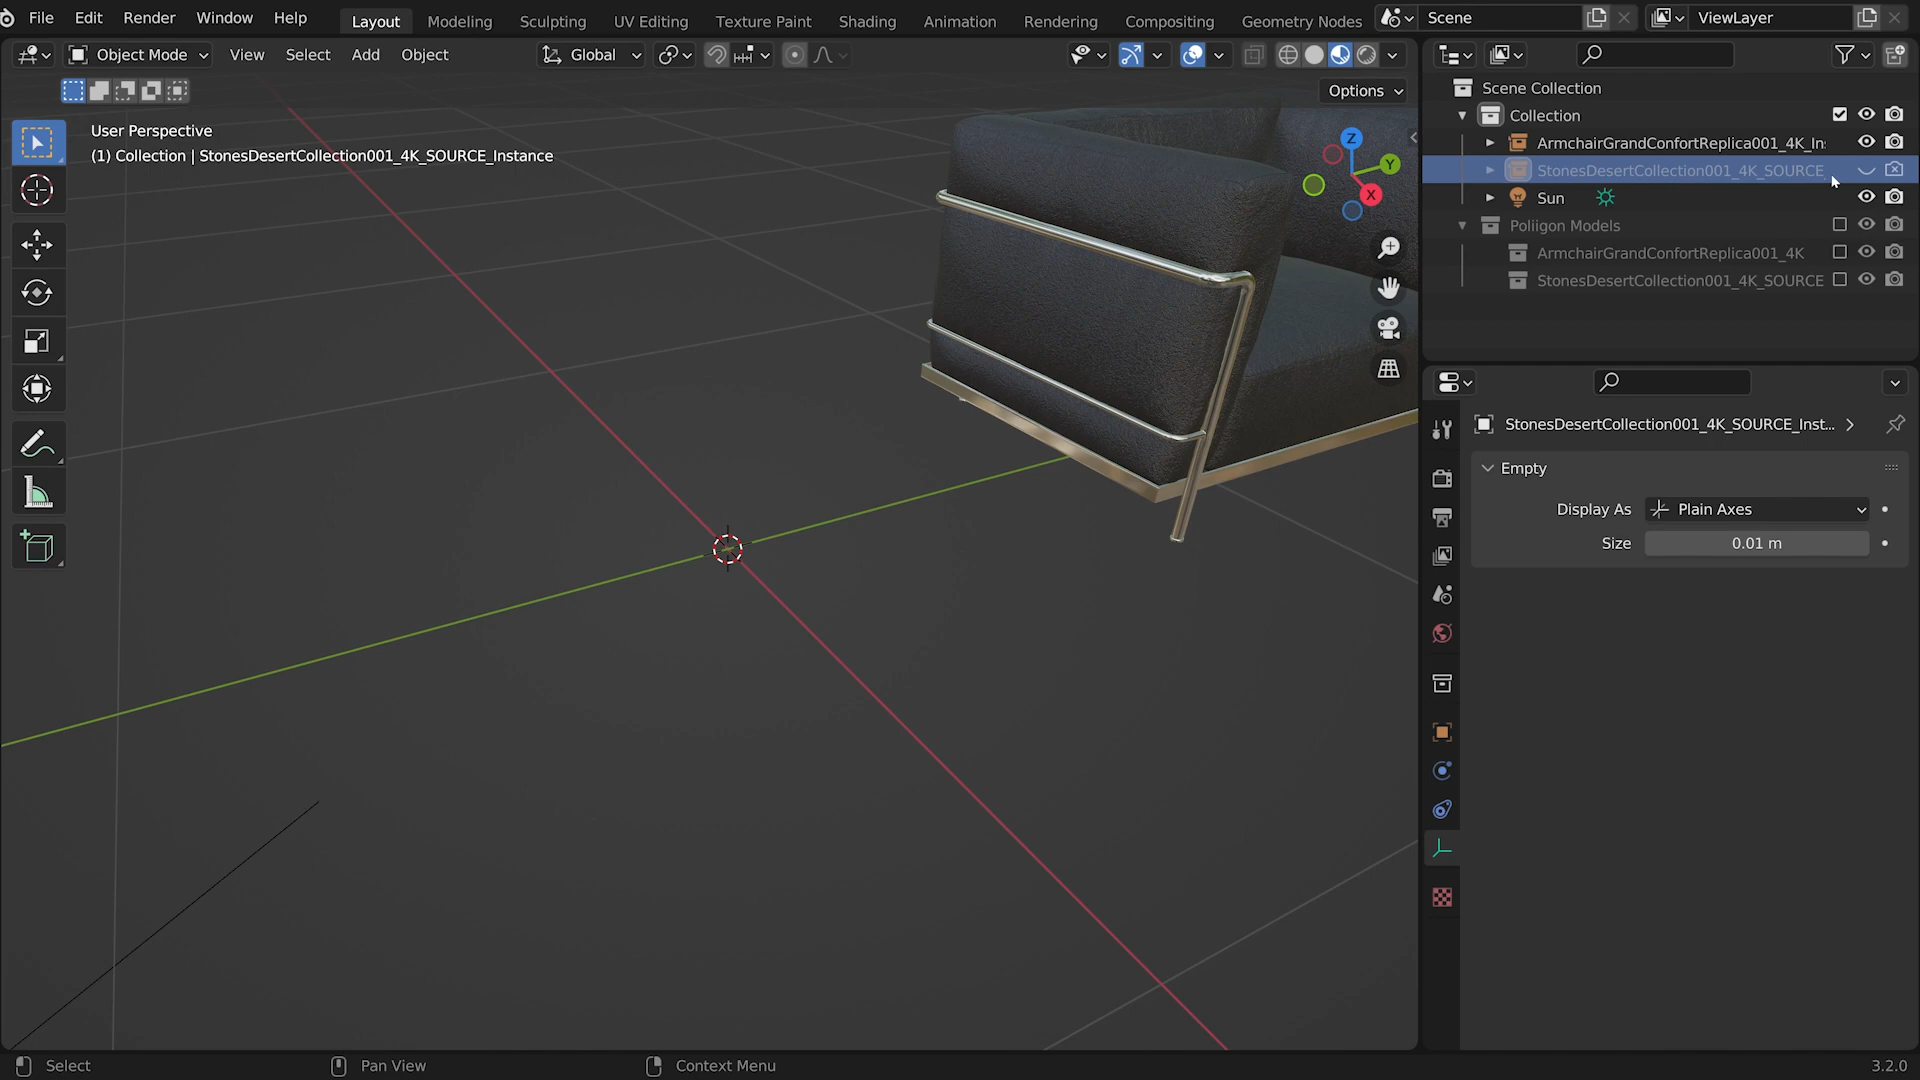 File Edit Render Window Help Layout Modeling Sculpting UV Editing Texture Paint Shading Animation Rendering Compositing Geometry Nodes Scene ViewLayer
Object Mode View Select Add Object Global
Options
User Perspective
(1) Collection | StonesDesertCollection001_4K_SOURCE_Instance
Z
Y
X
Scene Collection
Collection
ArmchairGrandConfortReplica001_4K_In
StonesDesertCollection001_4K_SOURCE_
Sun
Poliigon Models
ArmchairGrandConfortReplica001_4K
StonesDesertCollection001_4K_SOURCE
StonesDesertCollection001_4K_SOURCE_Inst...
Empty
Display As Plain Axes
Size 0.01 m
Select Pan View Context Menu 3.2.0